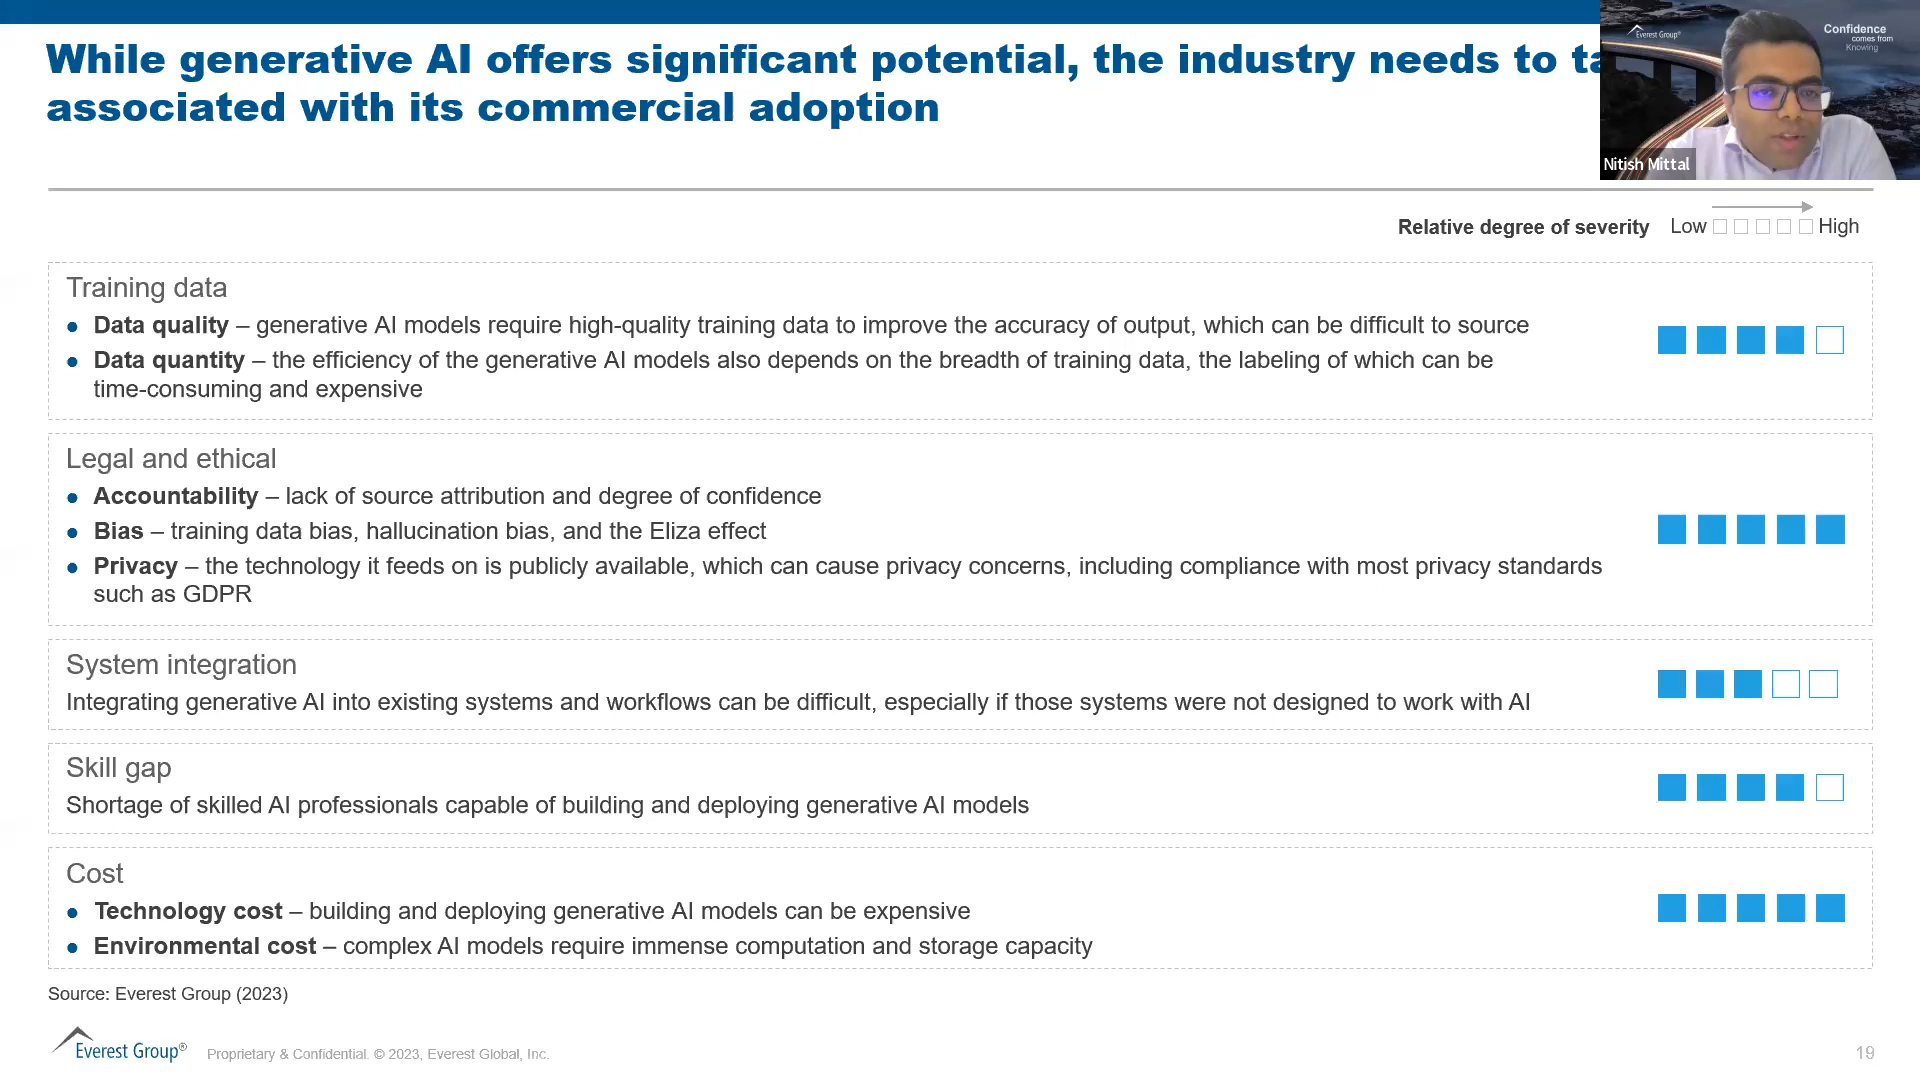 While generative AI offers significant potential, the industry needs to
associated with its commercial adoption
Everest Group®
Confidence
comes from
Knowing
Nitish Mittal
Relative degree of severity Low High
Training data
Data quality – generative AI models require high-quality training data to improve the accuracy of output, which can be difficult to source
Data quantity – the efficiency of the generative AI models also depends on the breadth of training data, the labeling of which can be
time-consuming and expensive
Legal and ethical
Accountability – lack of source attribution and degree of confidence
Bias – training data bias, hallucination bias, and the Eliza effect
Privacy – the technology it feeds on is publicly available, which can cause privacy concerns, including compliance with most privacy standards
such as GDPR
System integration
Integrating generative AI into existing systems and workflows can be difficult, especially if those systems were not designed to work with AI
Skill gap
Shortage of skilled AI professionals capable of building and deploying generative AI models
Cost
Technology cost – building and deploying generative AI models can be expensive
Environmental cost – complex AI models require immense computation and storage capacity
Source: Everest Group (2023)
Everest Group®
Proprietary & Confidential. © 2023, Everest Global, Inc.
19